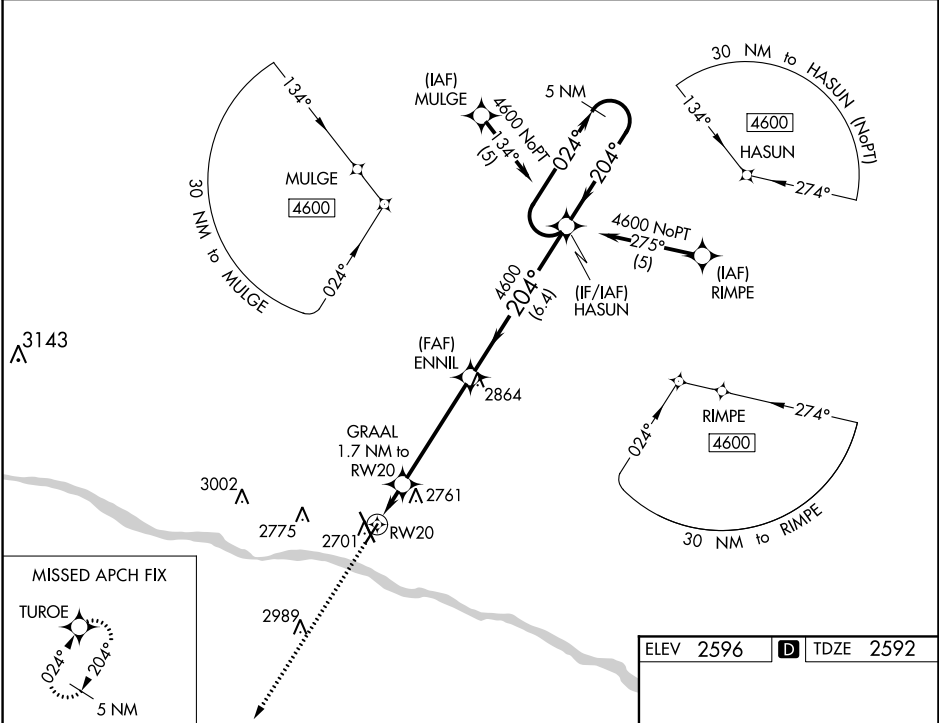 134°
MULGE
4600
30 NM to MULGE
024°
(IAF)
MULGE
4600 NoPT
134°
(5)
5 NM
024°
204°
30 NM to HASUN (NoPT)
134°
4600
HASUN
274°
4600 NoPT
275°
(5)
(IAF)
RIMPE
(IF/IAF)
HASUN
4600
204°
(6.4)
(FAF)
ENNIL
2864
3143
GRAAL
1.7 NM to
RW20
2761
3002
2775
2701
RW20
2989
RIMPE
4600
274°
024°
30 NM to RIMPE
MISSED APCH FIX
TUROE
024°
204°
5 NM
ELEV 2596 D TDZE 2592